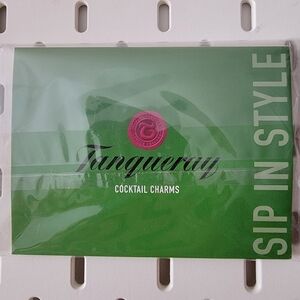 Tanqueray
COCKTAIL CHARMS
SIP IN STYLE